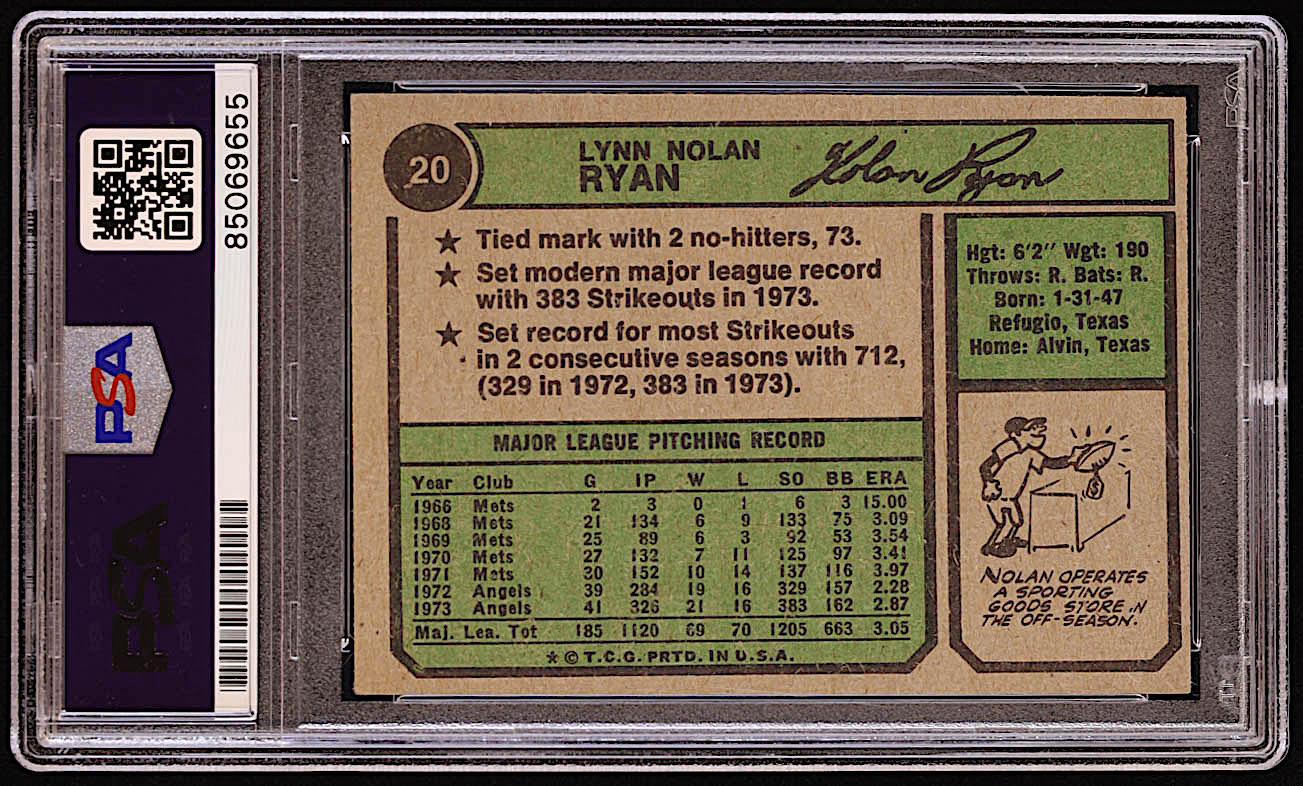 PSA
85069655
PSA
20
LYNN NOLAN
RYAN
Nolan Ryan
★ Tied mark with 2 no-hitters, 73.
★ Set modern major league record
with 383 Strikeouts in 1973.
★ Set record for most Strikeouts
in 2 consecutive seasons with 712,
(329 in 1972, 383 in 1973).
Hgt: 6'2" Wgt: 190
Throws: R. Bats: R.
Born: 1-31-47
Refugio, Texas
Home: Alvin, Texas
MAJOR LEAGUE PITCHING RECORD
Year Club G IP W L SO BB ERA
1966 Mets 2 3 0 1 6 3 15.00
1968 Mets 21 134 6 9 133 75 3.09
1969 Mets 25 89 6 3 92 53 3.54
1970 Mets 27 132 7 11 125 97 3.41
1971 Mets 30 152 10 14 137 116 3.97
1972 Angels 39 284 19 16 329 157 2.28
1973 Angels 41 326 21 16 383 162 2.87
Maj. Lea. Tot 185 1120 69 70 1205 663 3.05
★ © T.C.G. PRTD. IN U.S.A.
NOLAN OPERATES
A SPORTING
GOODS STORE IN
THE OFF-SEASON.